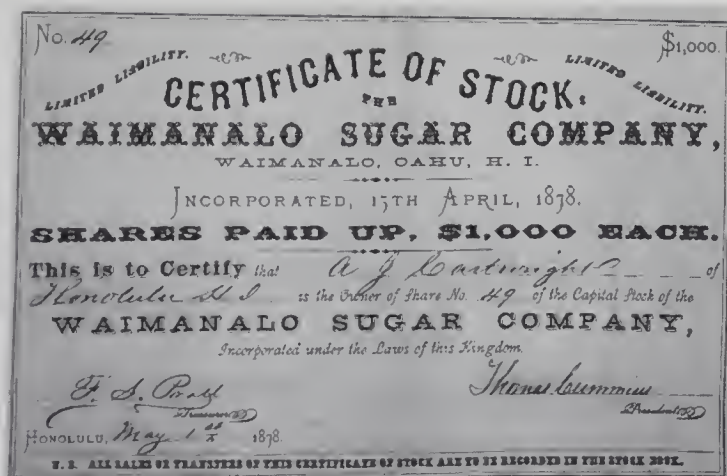 No. 49 $1,000.
LIMITED LIABILITY. LIMITED LIABILITY.
CERTIFICATE OF STOCK:
THE
WAIMANALO SUGAR COMPANY,
WAIMANALO, OAHU, H. I.
INCORPORATED, 15TH APRIL, 1878.
SHARES PAID UP, $1,000 EACH.
This is to Certify that A J Cartwright of
Honolulu H I is the Owner of Share No. 49 of the Capital Stock of the
WAIMANALO SUGAR COMPANY,
Incorporated under the Laws of this Kingdom.
F. S. Pratt Thomas Cummins
Treasurer President
HONOLULU, May 1st 1878.
N. B. ALL SALES OR TRANSFERS OF THIS CERTIFICATE OF STOCK ARE TO BE RECORDED IN THE STOCK BOOK.